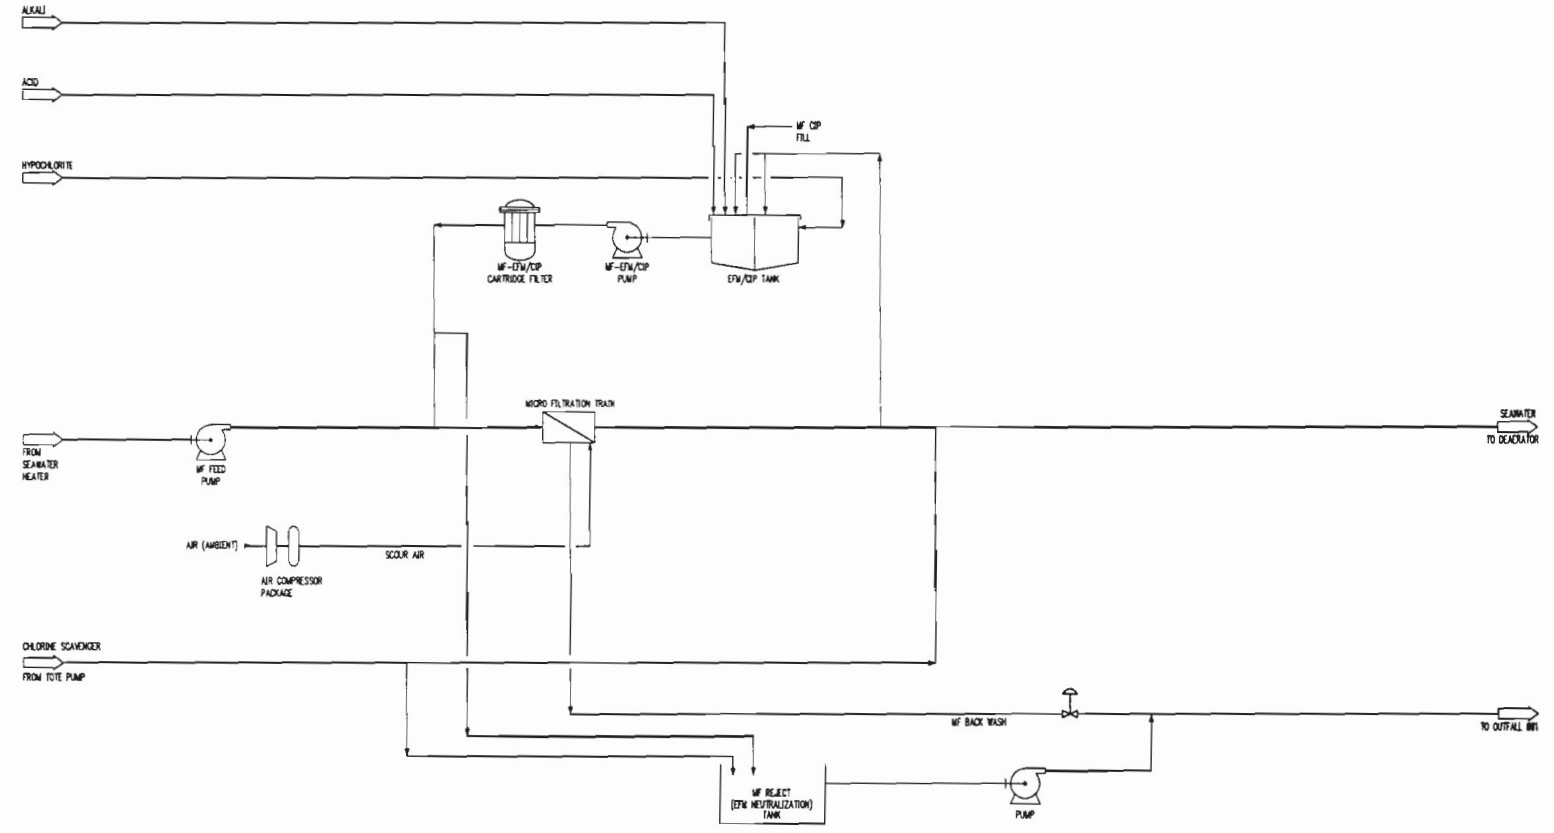 ALKALI
ACID
MF CIP
FILL
HYPOCHLORITE
MF-EFM/CIP
CARTRIDGE FILTER
MF-EFM/CIP
PUMP
EFM/CIP TANK
MICRO FILTRATION TRAIN
SEAWATER
TO DEAERATOR
FROM
SEAWATER
HEATER
MF FEED
PUMP
AIR (AMBIENT)
SCOUR AIR
AIR COMPRESSOR
PACKAGE
CHLORINE SCAVENGER
FROM TOTE PUMP
MF BACK WASH
TO OUTFALL 001
MF REJECT
(EFM NEUTRALIZATION)
TANK
PUMP